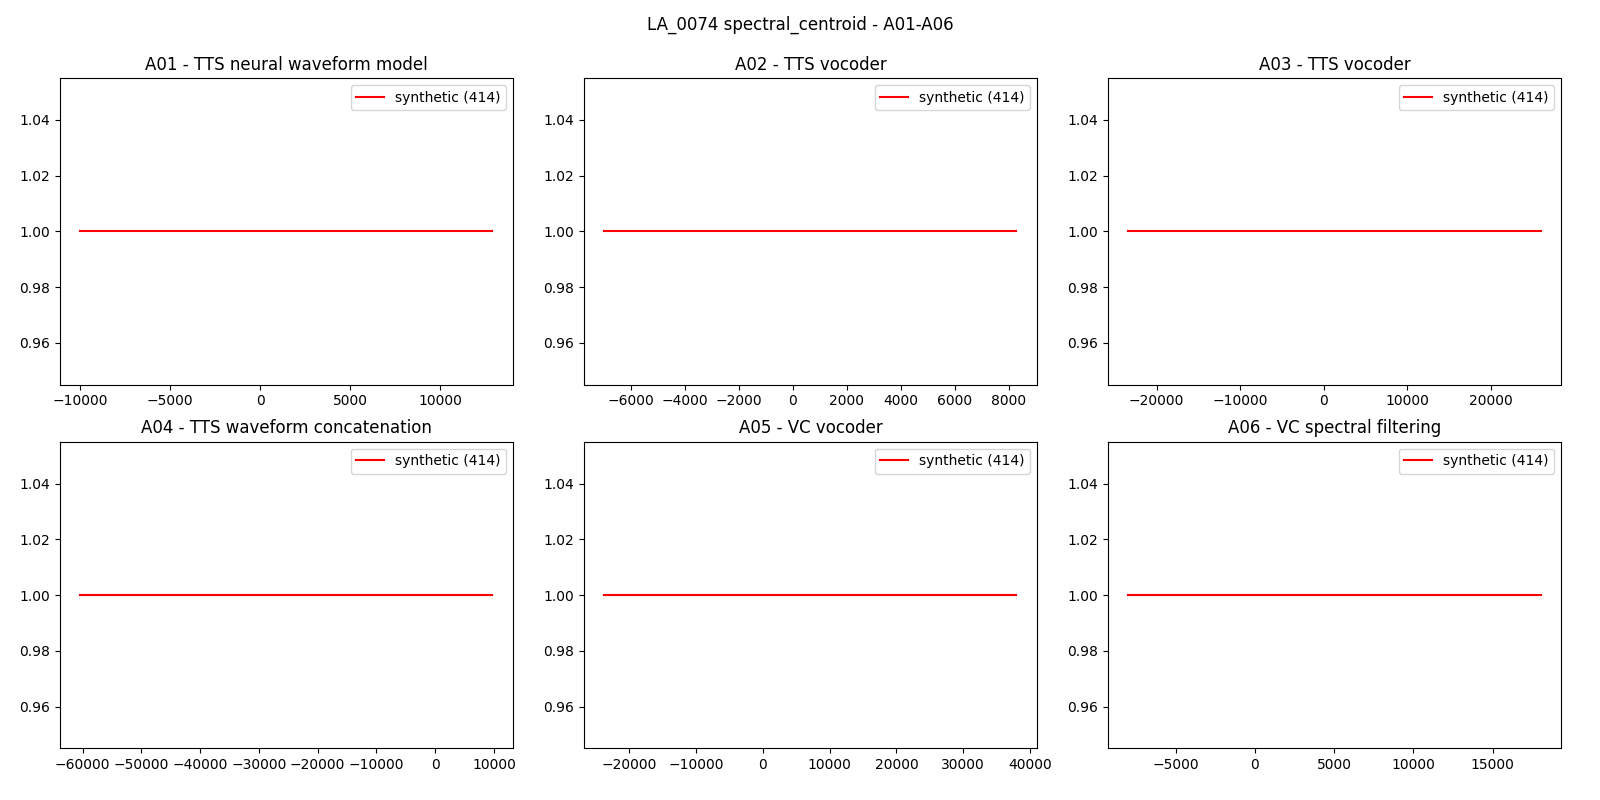 LA_0074 spectral_centroid - A01-A06
A01 - TTS neural waveform model
synthetic (414)
1.04
1.02
1.00
0.98
0.96
−10000 −5000 0 5000 10000
A02 - TTS vocoder
synthetic (414)
1.04
1.02
1.00
0.98
0.96
−6000 −4000 −2000 0 2000 4000 6000 8000
A03 - TTS vocoder
synthetic (414)
1.04
1.02
1.00
0.98
0.96
−20000 −10000 0 10000 20000
A04 - TTS waveform concatenation
synthetic (414)
1.04
1.02
1.00
0.98
0.96
−60000 −50000 −40000 −30000 −20000 −10000 0 10000
A05 - VC vocoder
synthetic (414)
1.04
1.02
1.00
0.98
0.96
−20000 −10000 0 10000 20000 30000 40000
A06 - VC spectral filtering
synthetic (414)
1.04
1.02
1.00
0.98
0.96
−5000 0 5000 10000 15000